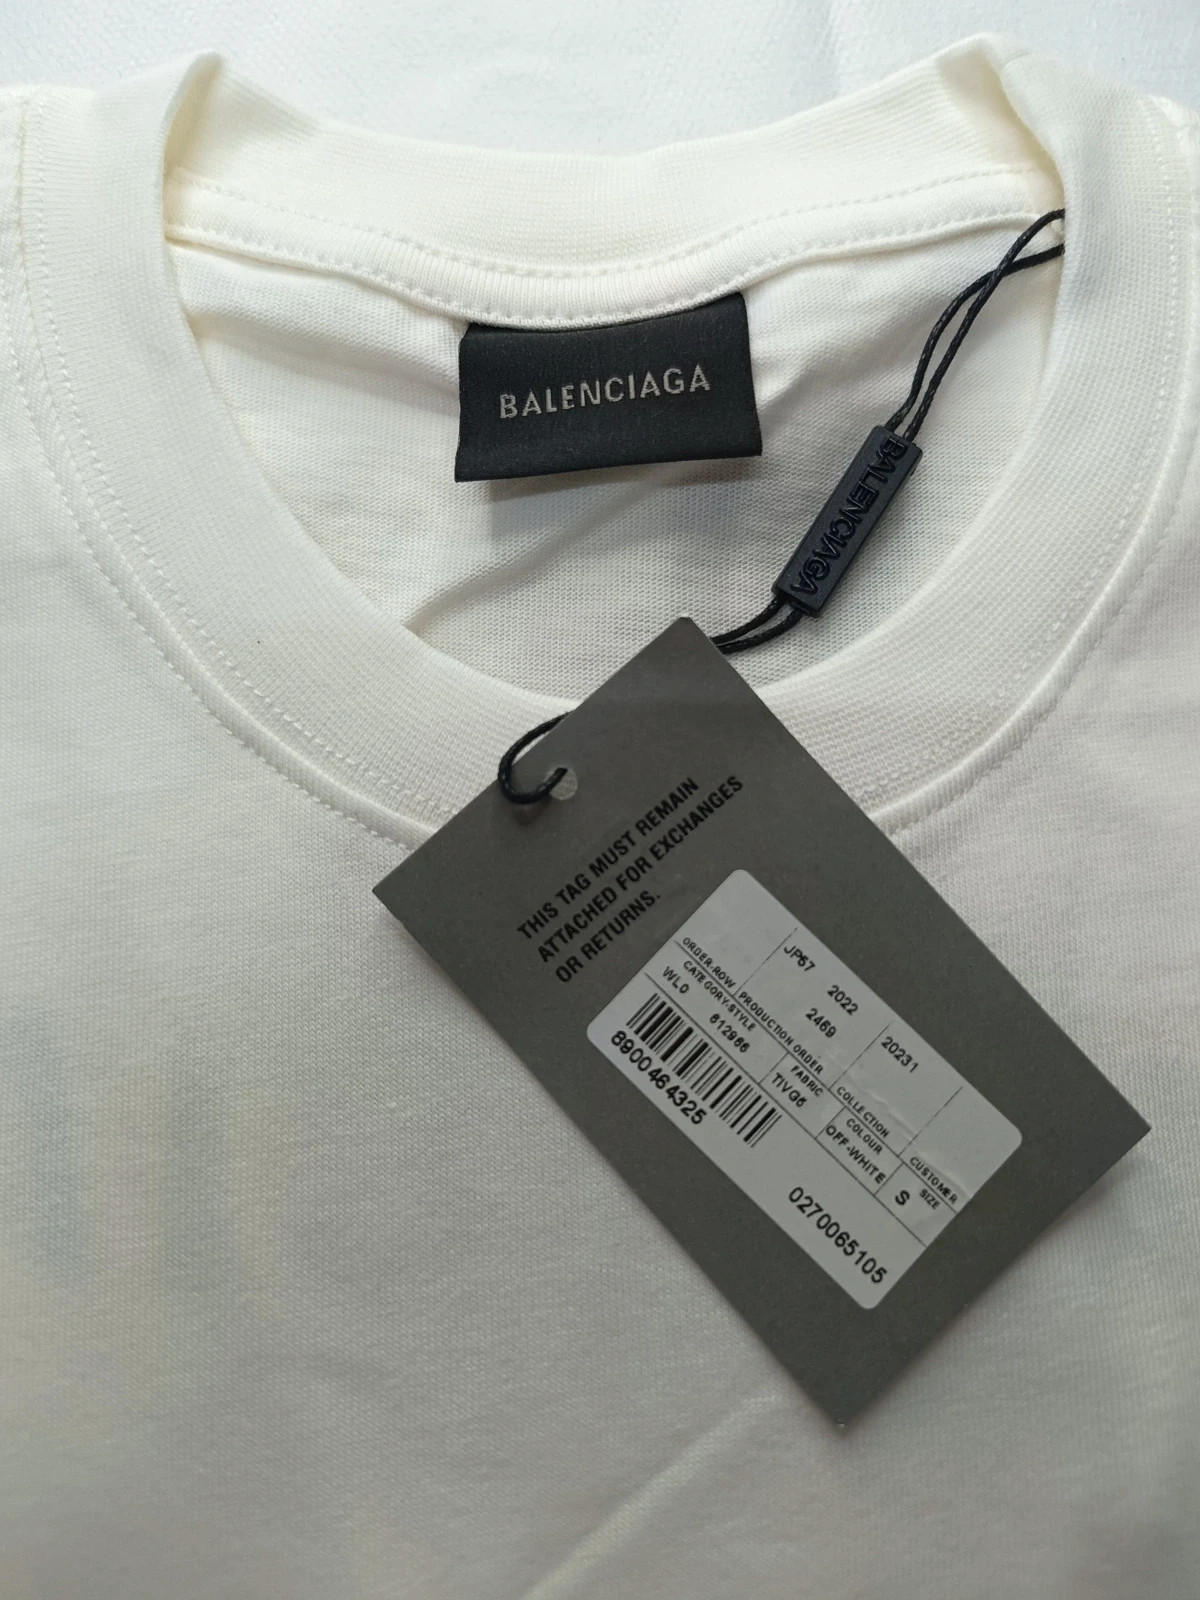 BALENCIAGA
BALENCIAGA
THIS TAG MUST REMAIN
ATTACHED FOR EXCHANGES
OR RETURNS.
JP57 2022 2469 20231
ORDER-ROW PRODUCTION ORDER COLLECTION CUSTOMER
CATEGORY-STYLE FABRIC COLOUR SIZE
WL0 612966 TIVG5 OFF-WHITE S
8900464325
0270065105